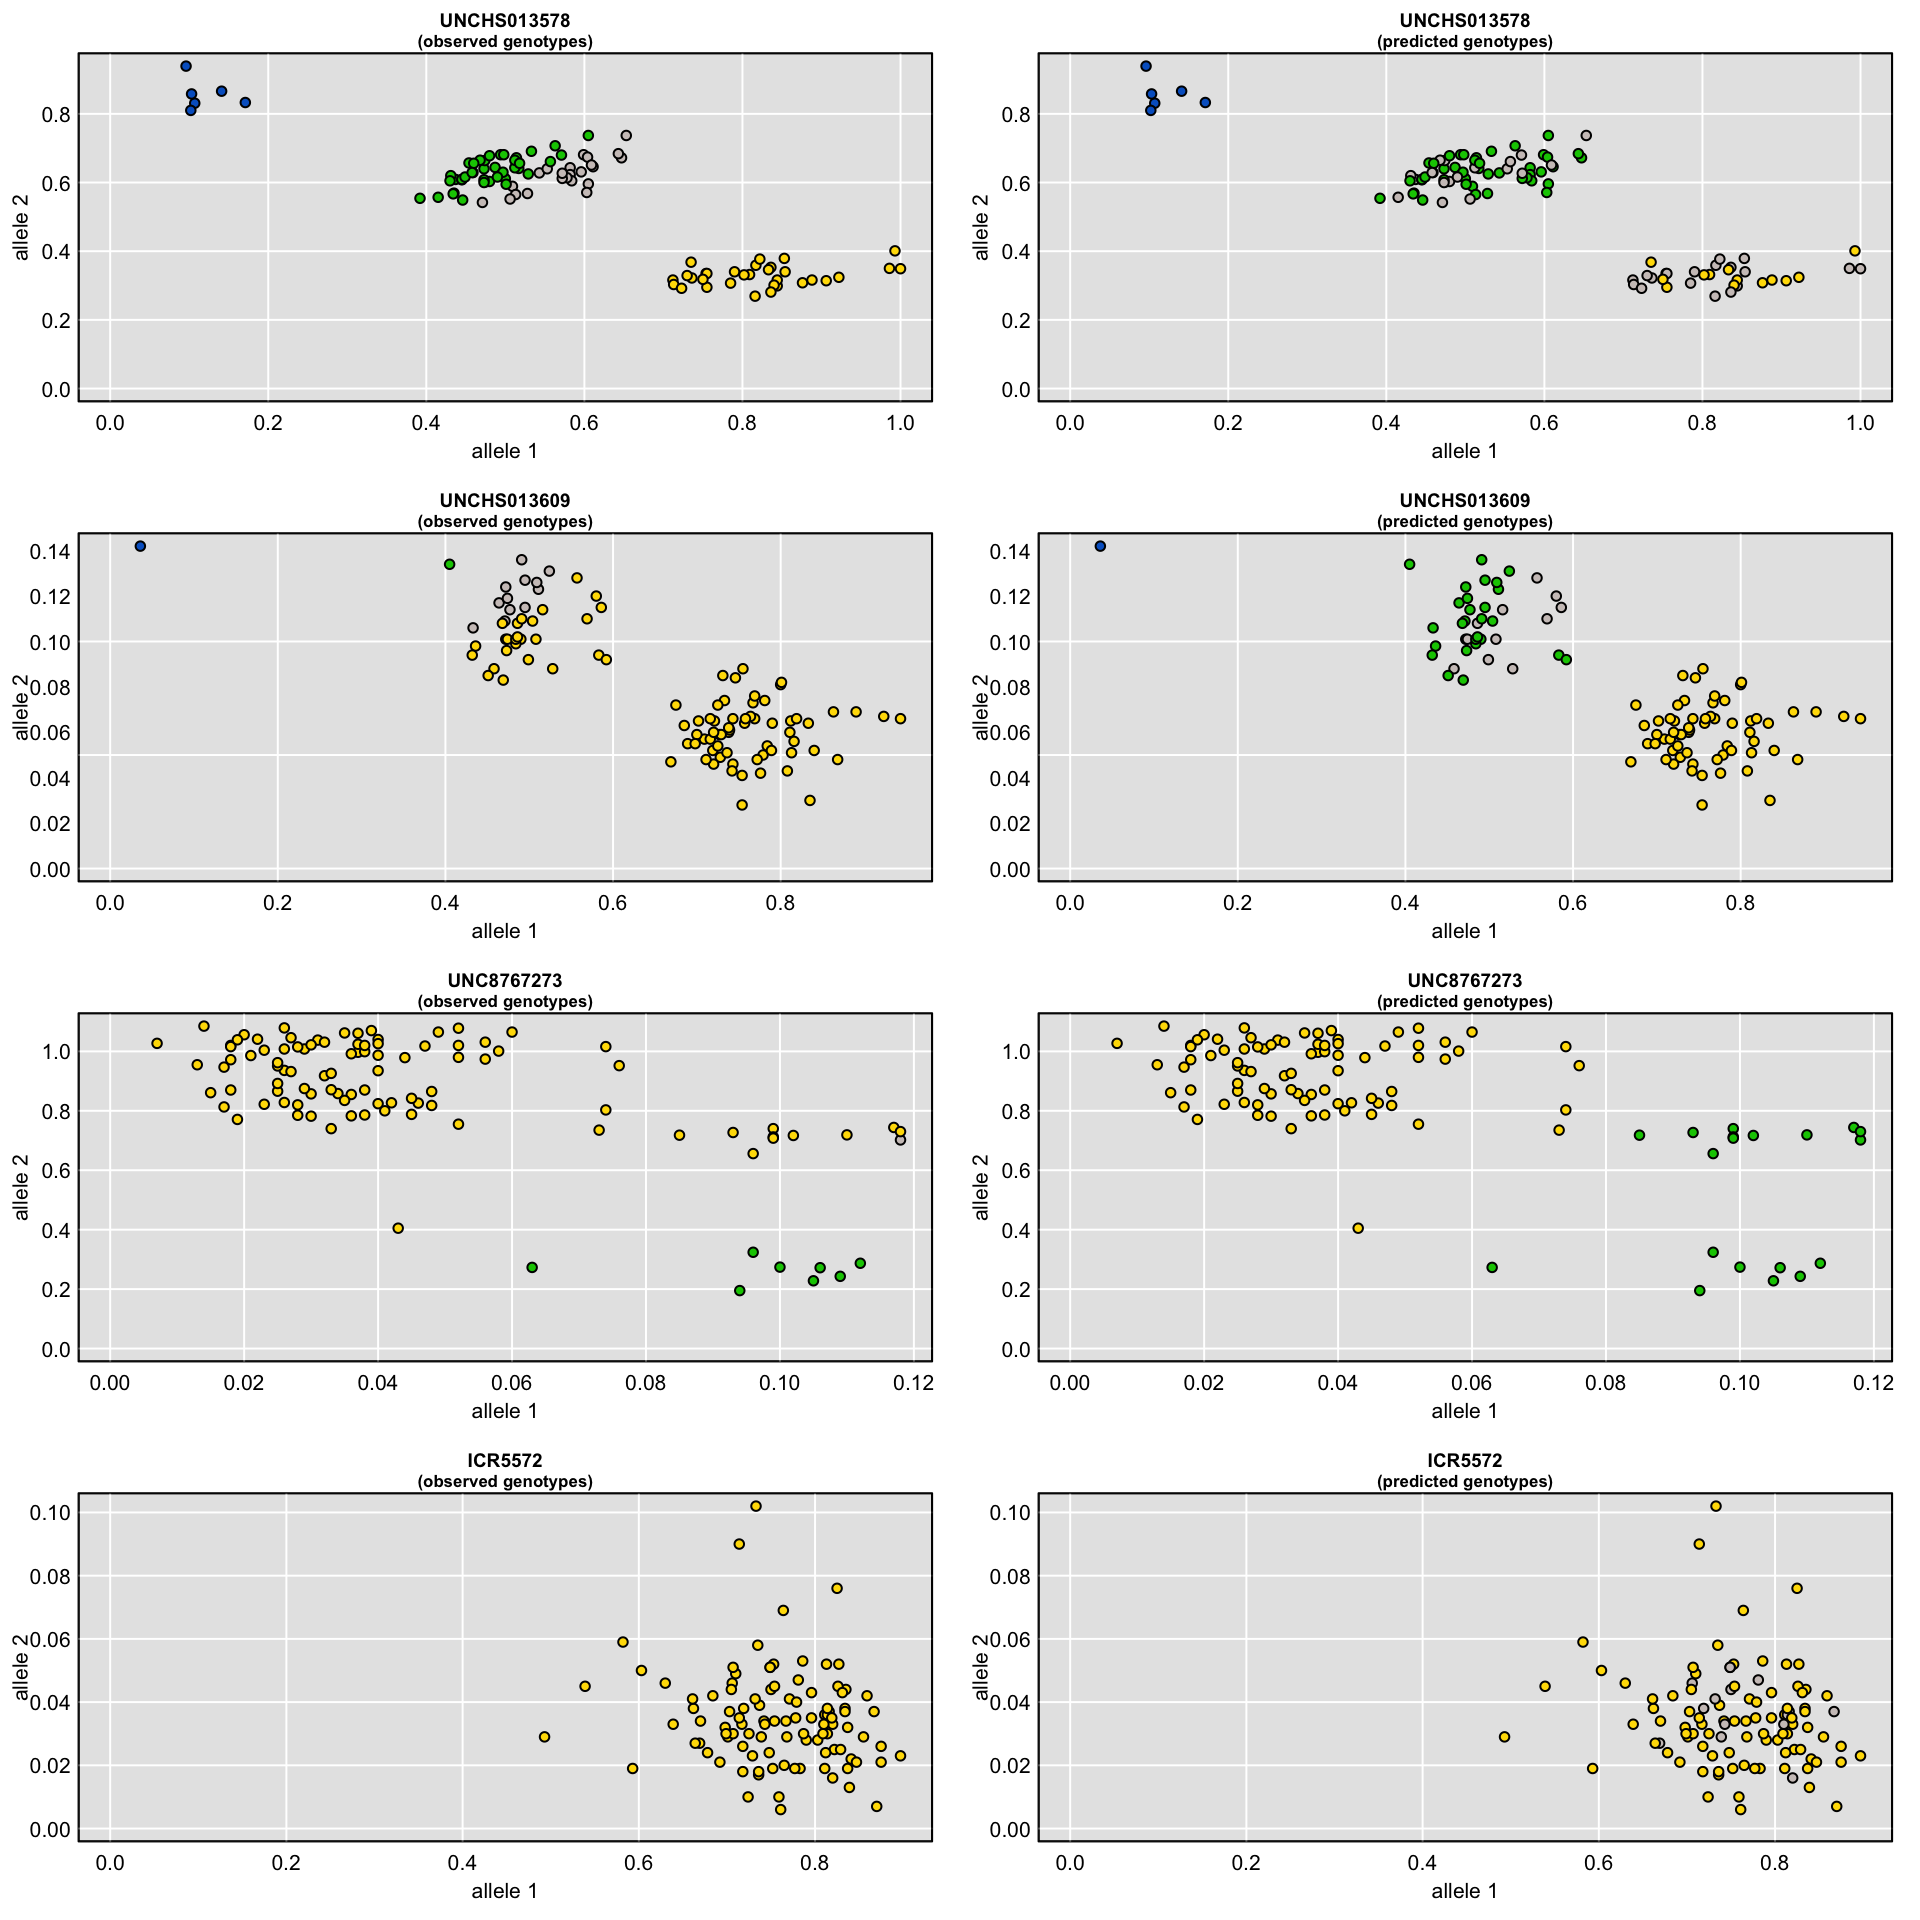 UNCHS013578
(observed genotypes)
allele 2
0.8
0.6
0.4
0.2
0.0
0.0 0.2 0.4 0.6 0.8 1.0
allele 1
UNCHS013578
(predicted genotypes)
allele 2
0.8
0.6
0.4
0.2
0.0
0.0 0.2 0.4 0.6 0.8 1.0
allele 1
UNCHS013609
(observed genotypes)
allele 2
0.14
0.12
0.10
0.08
0.06
0.04
0.02
0.00
0.0 0.2 0.4 0.6 0.8
allele 1
UNCHS013609
(predicted genotypes)
allele 2
0.14
0.12
0.10
0.08
0.06
0.04
0.02
0.00
0.0 0.2 0.4 0.6 0.8
allele 1
UNC8767273
(observed genotypes)
allele 2
1.0
0.8
0.6
0.4
0.2
0.0
0.00 0.02 0.04 0.06 0.08 0.10 0.12
allele 1
UNC8767273
(predicted genotypes)
allele 2
1.0
0.8
0.6
0.4
0.2
0.0
0.00 0.02 0.04 0.06 0.08 0.10 0.12
allele 1
ICR5572
(observed genotypes)
allele 2
0.10
0.08
0.06
0.04
0.02
0.00
0.0 0.2 0.4 0.6 0.8
allele 1
ICR5572
(predicted genotypes)
allele 2
0.10
0.08
0.06
0.04
0.02
0.00
0.0 0.2 0.4 0.6 0.8
allele 1